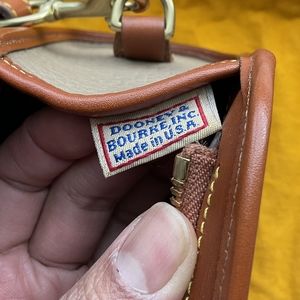 DOONEY &
BOURKE, INC.
Made in U.S.A.